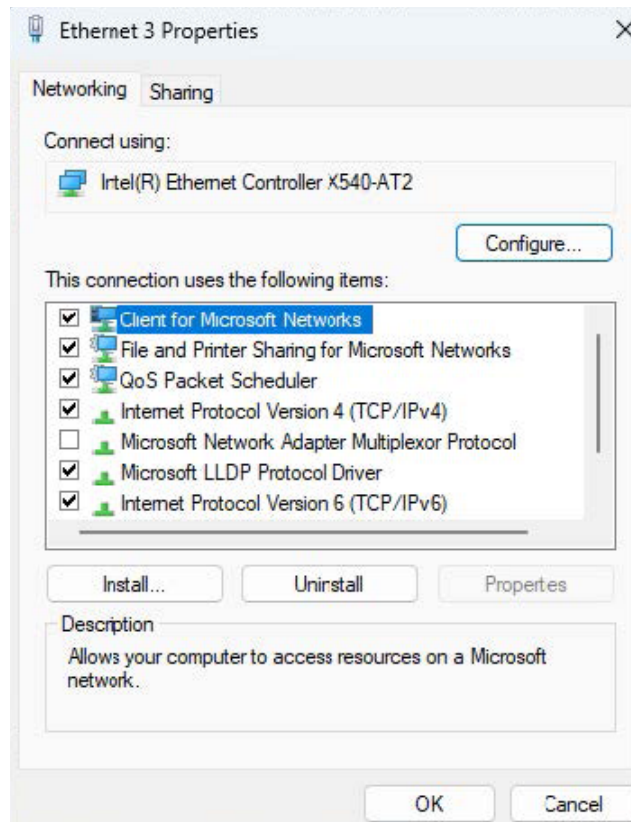 Ethernet 3 Properties
Networking
Sharing
Connect using:
Intel(R) Ethernet Controller X540-AT2
Configure...
This connection uses the following items:
Client for Microsoft Networks
File and Printer Sharing for Microsoft Networks
QoS Packet Scheduler
Internet Protocol Version 4 (TCP/IPv4)
Microsoft Network Adapter Multiplexor Protocol
Microsoft LLDP Protocol Driver
Internet Protocol Version 6 (TCP/IPv6)
Install...
Uninstall
Properties
Description
Allows your computer to access resources on a Microsoft
network.
OK
Cancel